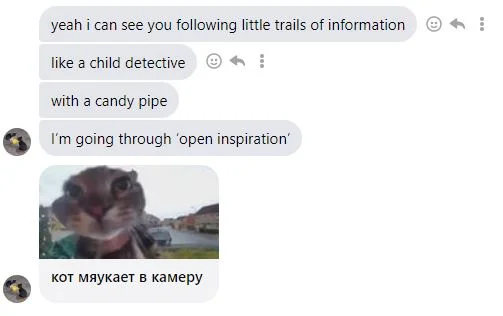 yeah i can see you following little trails of information
like a child detective
with a candy pipe
I'm going through ‘open inspiration’
кот мяукает в камеру